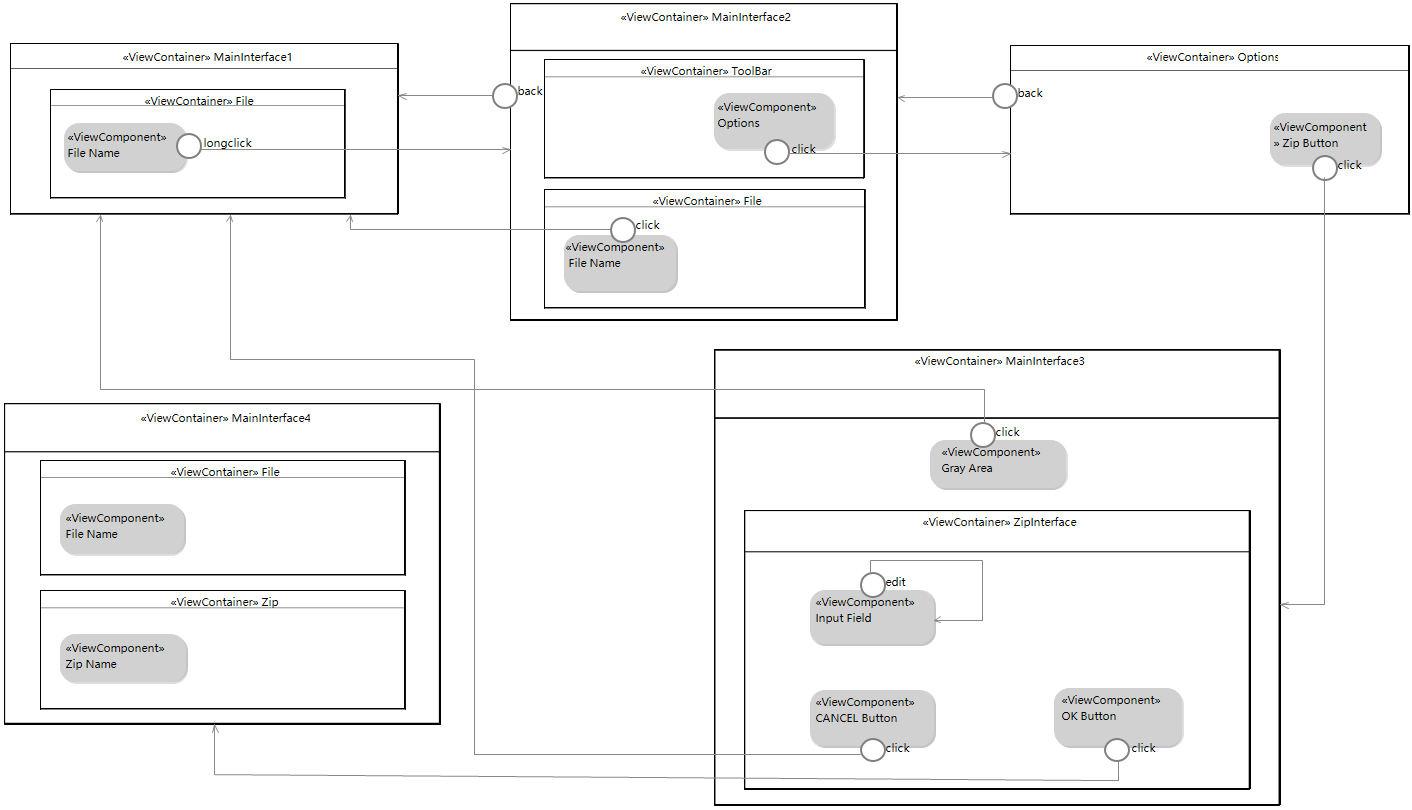 «ViewContainer» MainInterface1
«ViewContainer» File
«ViewComponent»
File Name
longclick
«ViewContainer» MainInterface2
back
«ViewContainer» ToolBar
«ViewComponent»
Options
click
«ViewContainer» File
click
«ViewComponent»
File Name
«ViewContainer» Options
back
«ViewComponent
» Zip Button
click
«ViewContainer» MainInterface3
click
«ViewComponent»
Gray Area
«ViewContainer» ZipInterface
edit
«ViewComponent»
Input Field
«ViewComponent»
CANCEL Button
click
«ViewComponent»
OK Button
click
«ViewContainer» MainInterface4
«ViewContainer» File
«ViewComponent»
File Name
«ViewContainer» Zip
«ViewComponent»
Zip Name